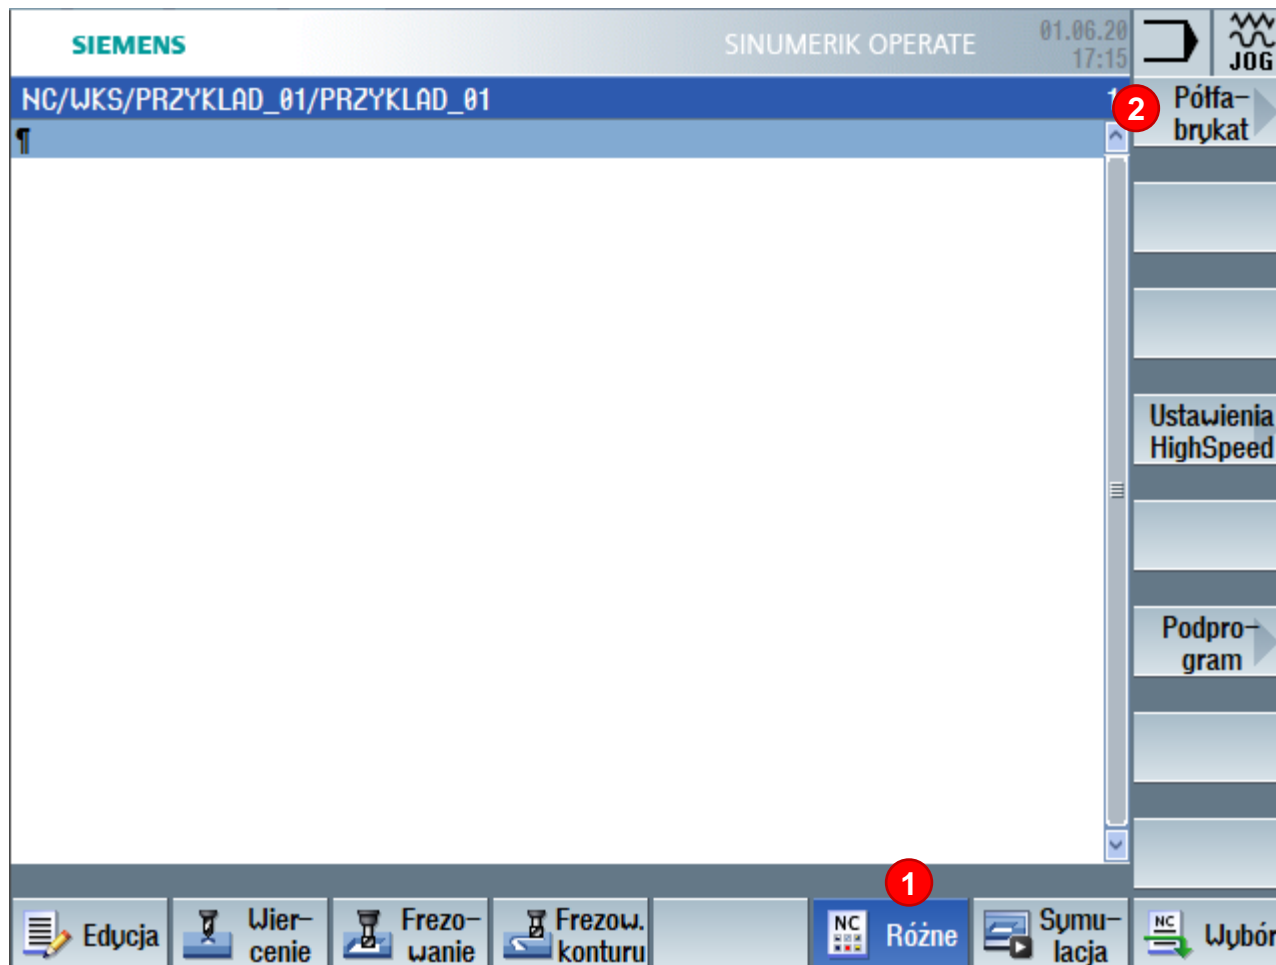 SIEMENS
SINUMERIK OPERATE
01.06.20
17:15
JOG
NC/WKS/PRZYKLAD_01/PRZYKLAD_01
1
2
Półfa-
brykat
¶
Ustawienia
HighSpeed
Podpro-
gram
1
Edycja
Wier-
cenie
Frezo-
wanie
Frezow.
konturu
NC
Różne
Symu-
lacja
NC
Wybór